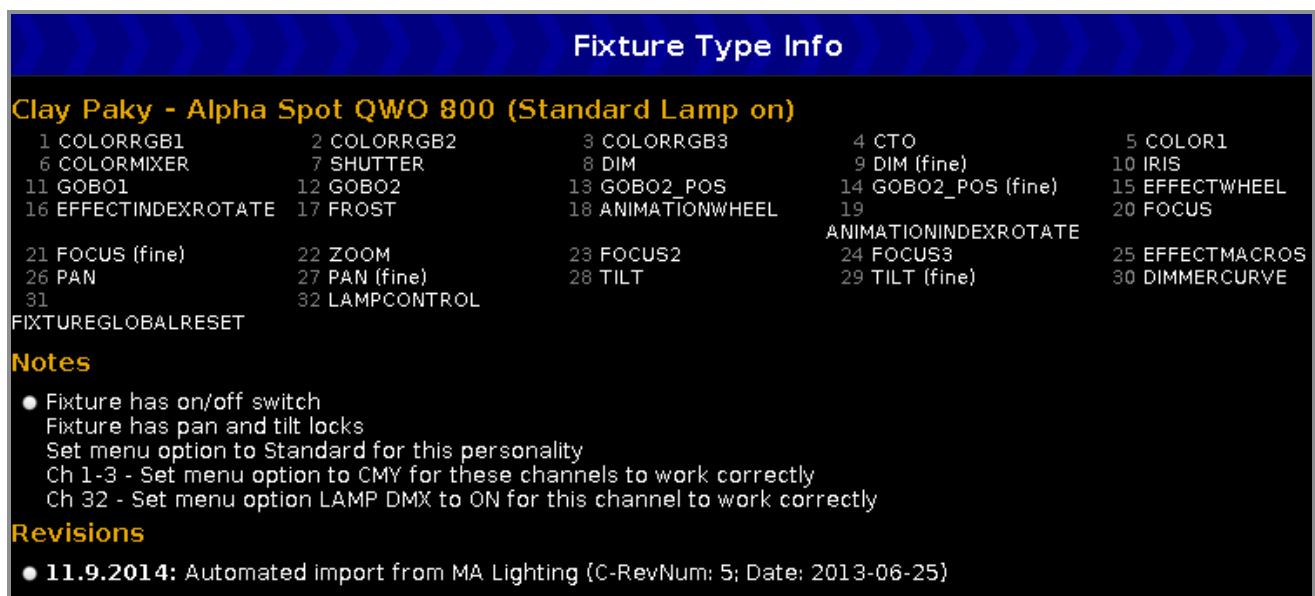 Fixture Type Info
Clay Paky - Alpha Spot QWO 800 (Standard Lamp on)
1 COLORRGB1 2 COLORRGB2 3 COLORRGB3 4 CTO 5 COLOR1
6 COLORMIXER 7 SHUTTER 8 DIM 9 DIM (fine) 10 IRIS
11 GOBO1 12 GOBO2 13 GOBO2_POS 14 GOBO2_POS (fine) 15 EFFECTWHEEL
16 EFFECTINDEXROTATE 17 FROST 18 ANIMATIONWHEEL 19 20 FOCUS
ANIMATIONINDEXROTATE
21 FOCUS (fine) 22 ZOOM 23 FOCUS2 24 FOCUS3 25 EFFECTMACROS
26 PAN 27 PAN (fine) 28 TILT 29 TILT (fine) 30 DIMMERCURVE
31 32 LAMPCONTROL
FIXTUREGLOBALRESET
Notes
● Fixture has on/off switch
Fixture has pan and tilt locks
Set menu option to Standard for this personality
Ch 1-3 - Set menu option to CMY for these channels to work correctly
Ch 32 - Set menu option LAMP DMX to ON for this channel to work correctly
Revisions
● 11.9.2014: Automated import from MA Lighting (C-RevNum: 5; Date: 2013-06-25)